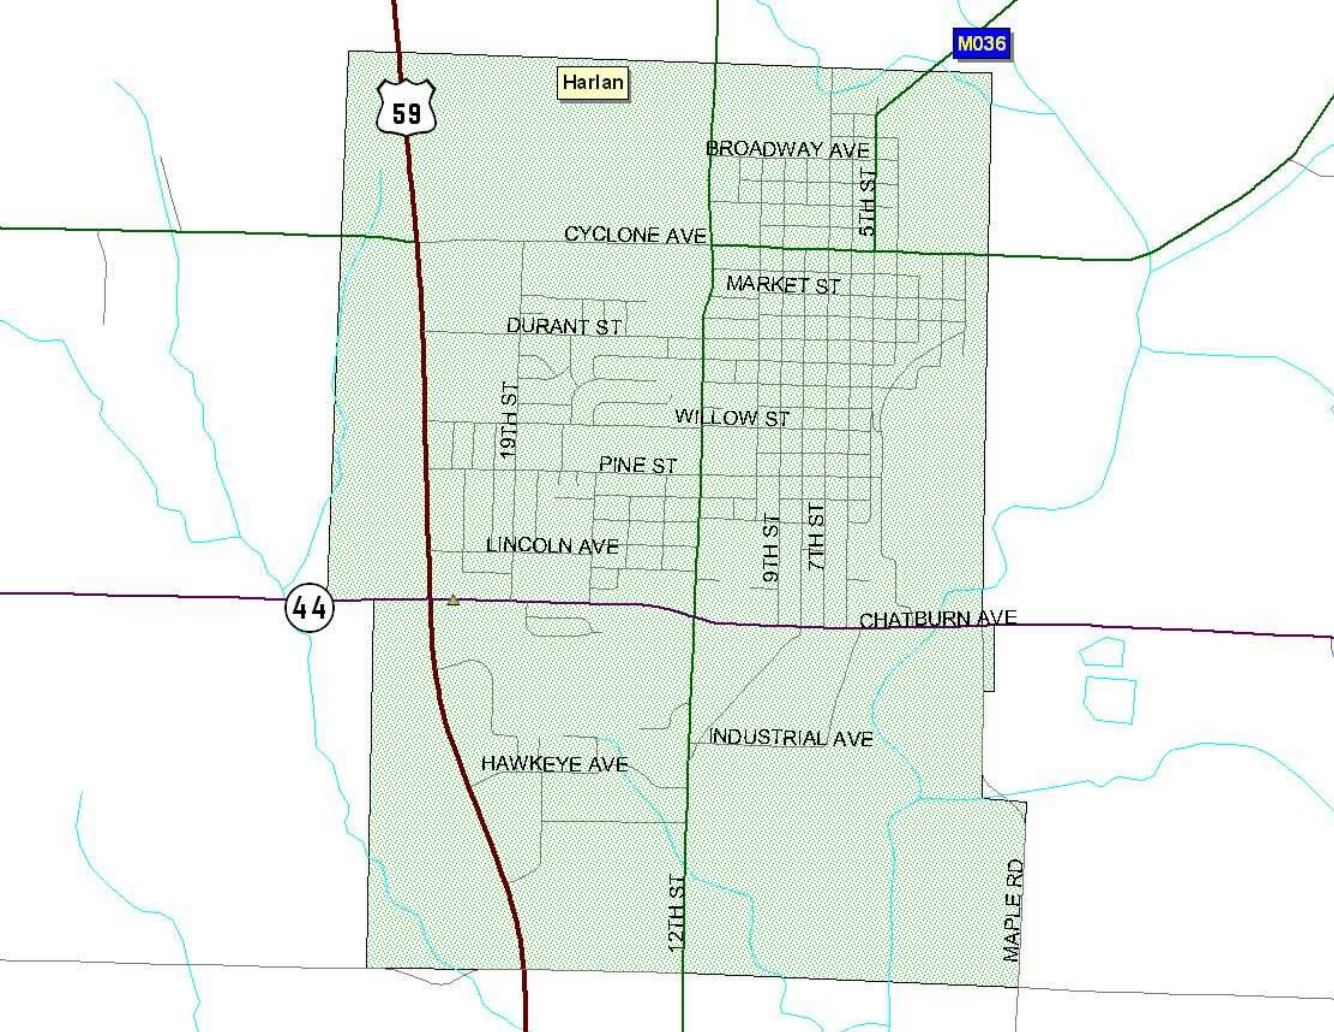 M036
Harlan
59
BROADWAY AVE
5TH ST
CYCLONE AVE
MARKET ST
DURANT ST
19TH ST
WILLOW ST
PINE ST
9TH ST
7TH ST
LINCOLN AVE
44
CHATBURN AVE
INDUSTRIAL AVE
HAWKEYE AVE
12TH ST
MAPLE RD